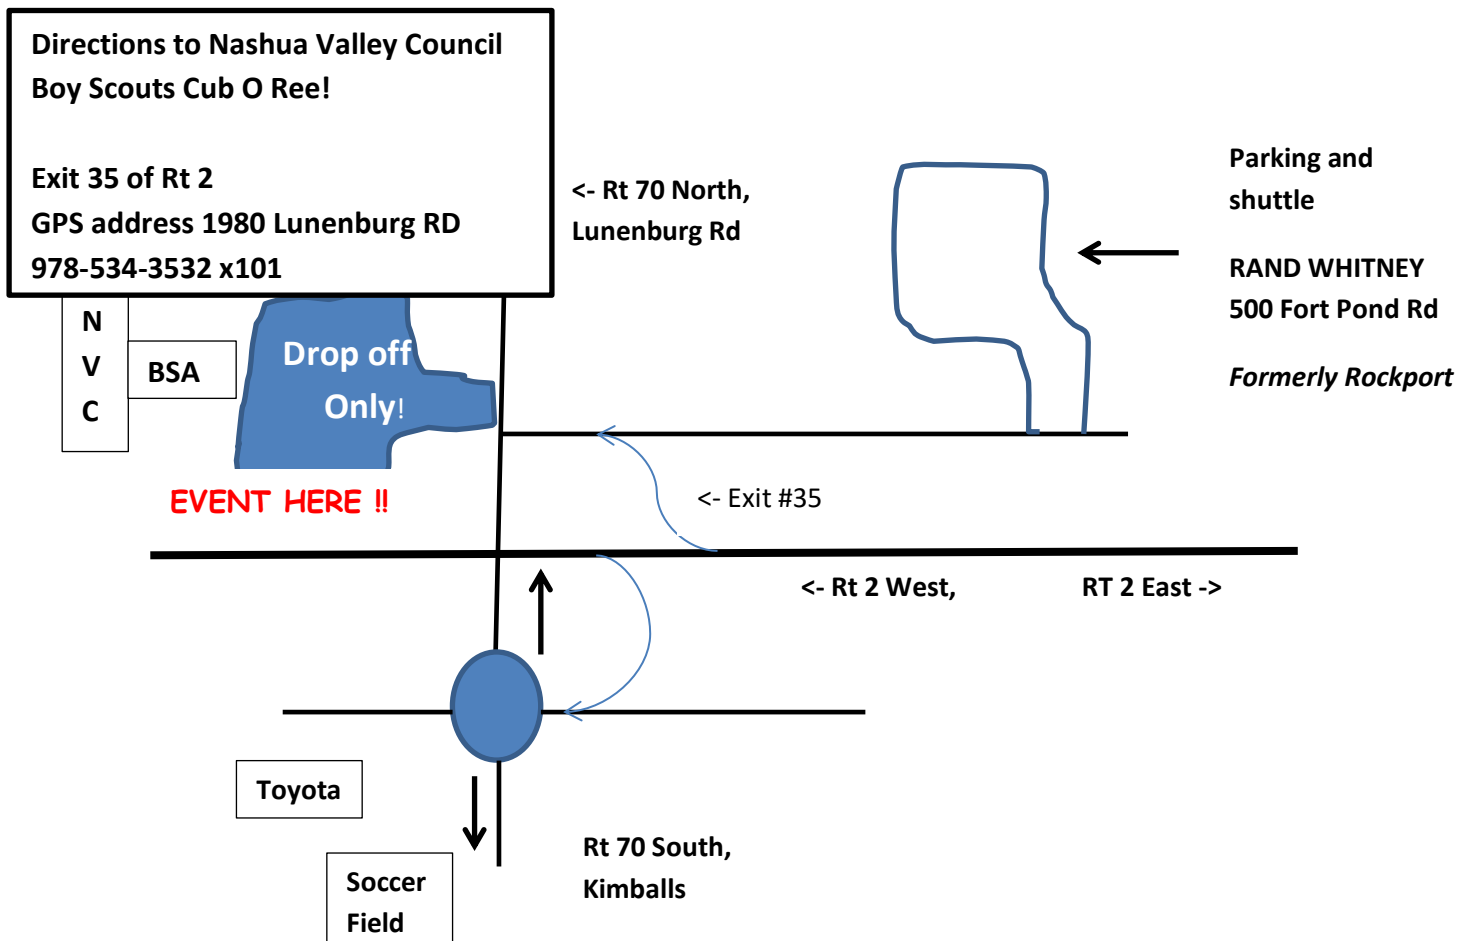 Directions to Nashua Valley Council
Boy Scouts Cub O Ree!
Exit 35 of Rt 2
GPS address 1980 Lunenburg RD
978-534-3532 x101
<- Rt 70 North,
Lunenburg Rd
Parking and
shuttle
RAND WHITNEY
500 Fort Pond Rd
Formerly Rockport
N
V
C
BSA
Drop off
Only!
EVENT HERE !!
<- Exit #35
<- Rt 2 West,
RT 2 East ->
Toyota
Soccer
Field
Rt 70 South,
Kimballs